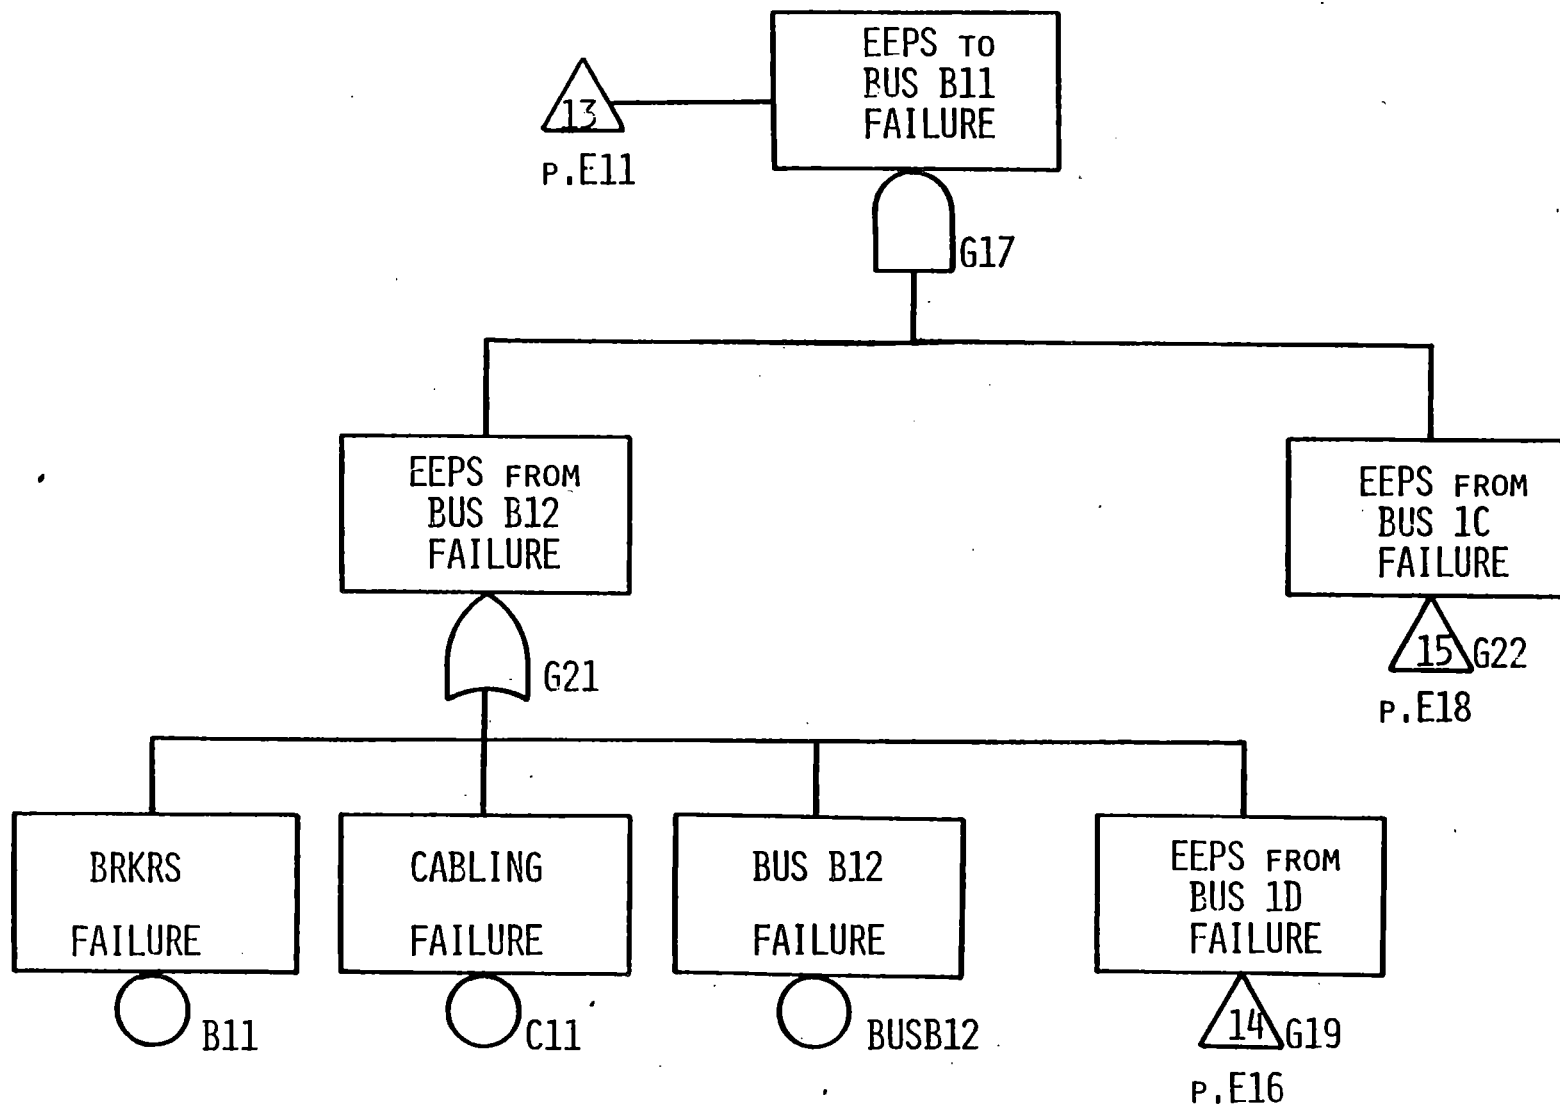 EEPS TO
BUS B11
FAILURE
13
P.E11
G17
EEPS FROM
BUS B12
FAILURE
EEPS FROM
BUS 1C
FAILURE
G21
15
G22
P.E18
BRKRS
FAILURE
CABLING
FAILURE
BUS B12
FAILURE
EEPS FROM
BUS 1D
FAILURE
B11
C11
BUSB12
14
G19
P.E16